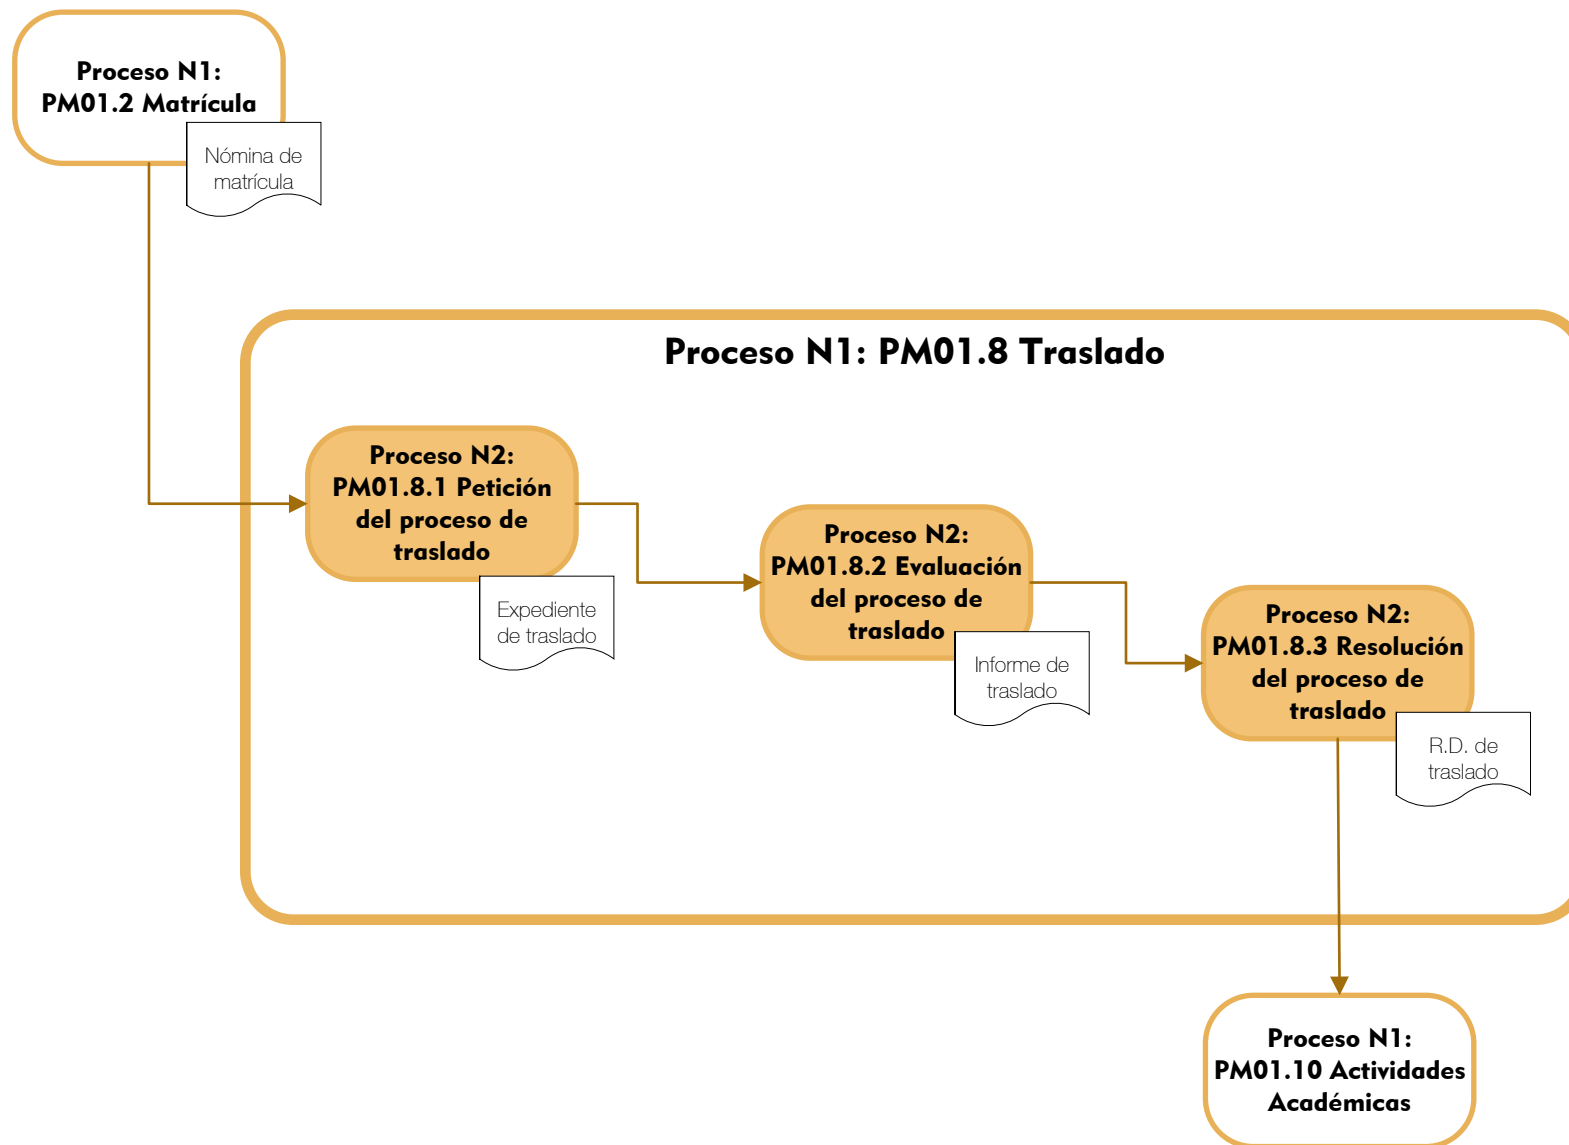 Proceso N1:
PM01.2 Matrícula
Nómina de
matrícula
Proceso N1: PM01.8 Traslado
Proceso N2:
PM01.8.1 Petición
del proceso de
traslado
Expediente
de traslado
Proceso N2:
PM01.8.2 Evaluación
del proceso de
traslado
Informe de
traslado
Proceso N2:
PM01.8.3 Resolución
del proceso de
traslado
R.D. de
traslado
Proceso N1:
PM01.10 Actividades
Académicas